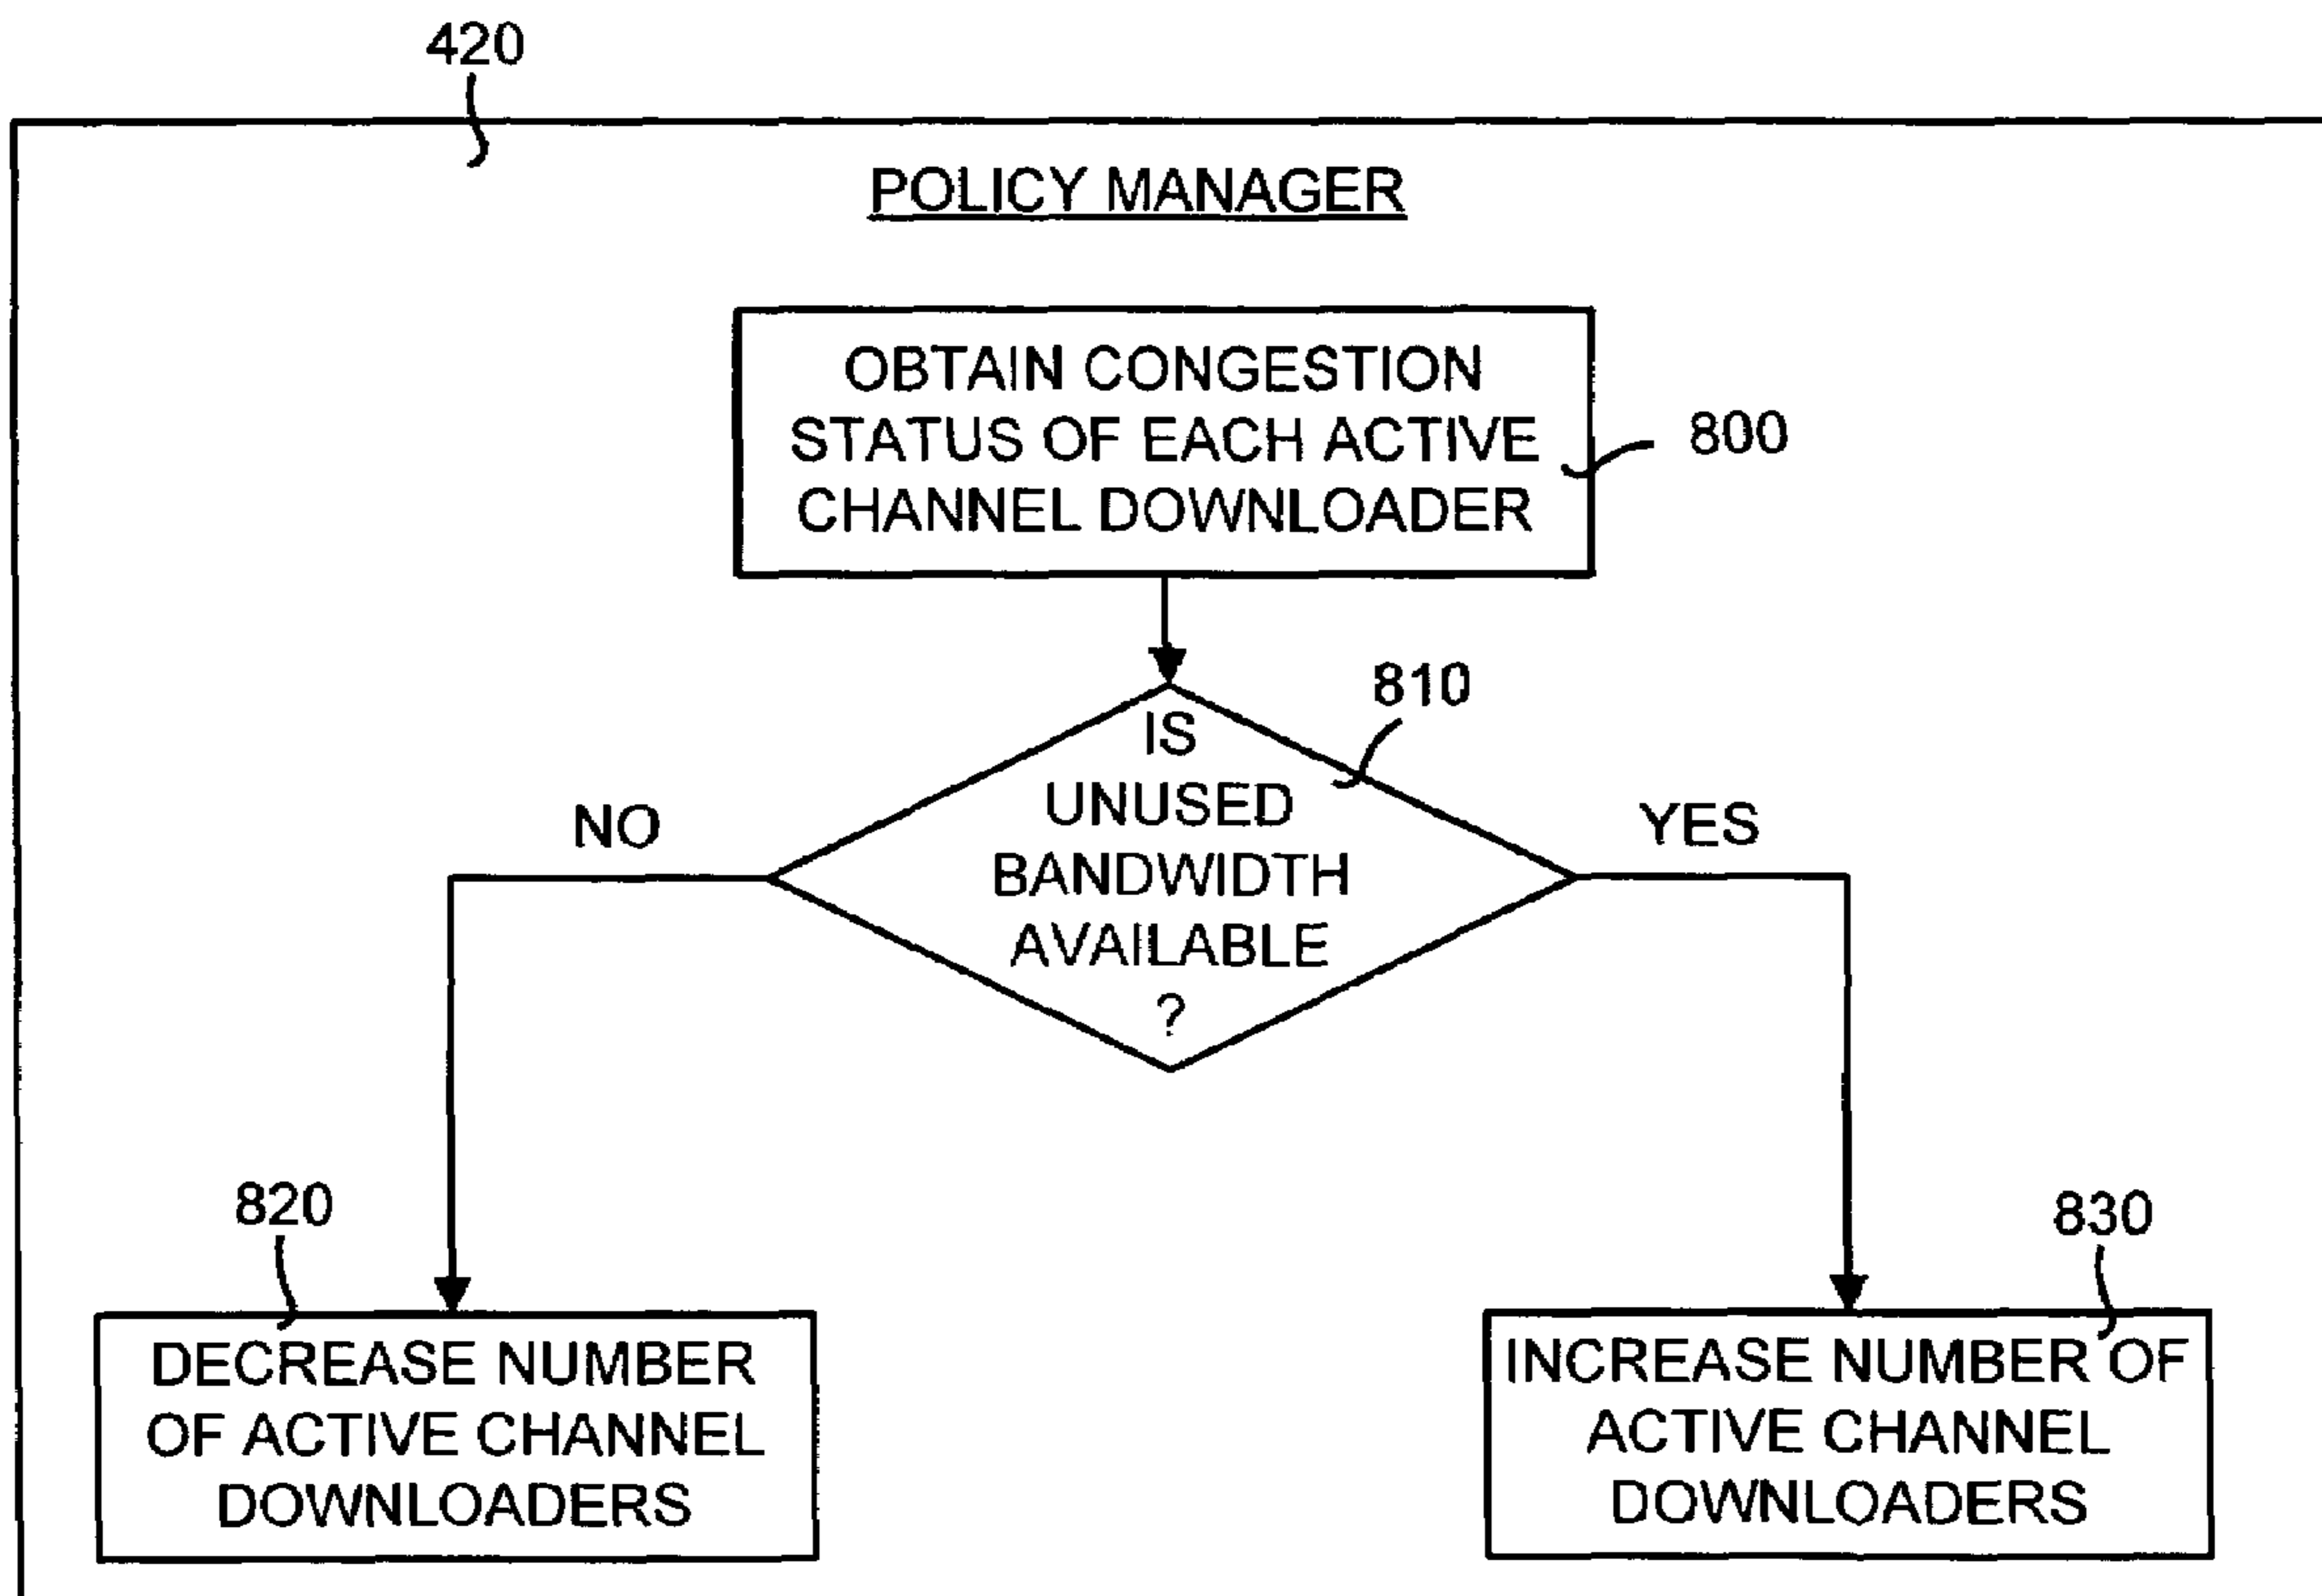 420
POLICY MANAGER
OBTAIN CONGESTION
STATUS OF EACH ACTIVE
CHANNEL DOWNLOADER
800
810
IS
UNUSED
BANDWIDTH
AVAILABLE
?
NO
YES
820
DECREASE NUMBER
OF ACTIVE CHANNEL
DOWNLOADERS
830
INCREASE NUMBER OF
ACTIVE CHANNEL
DOWNLOADERS